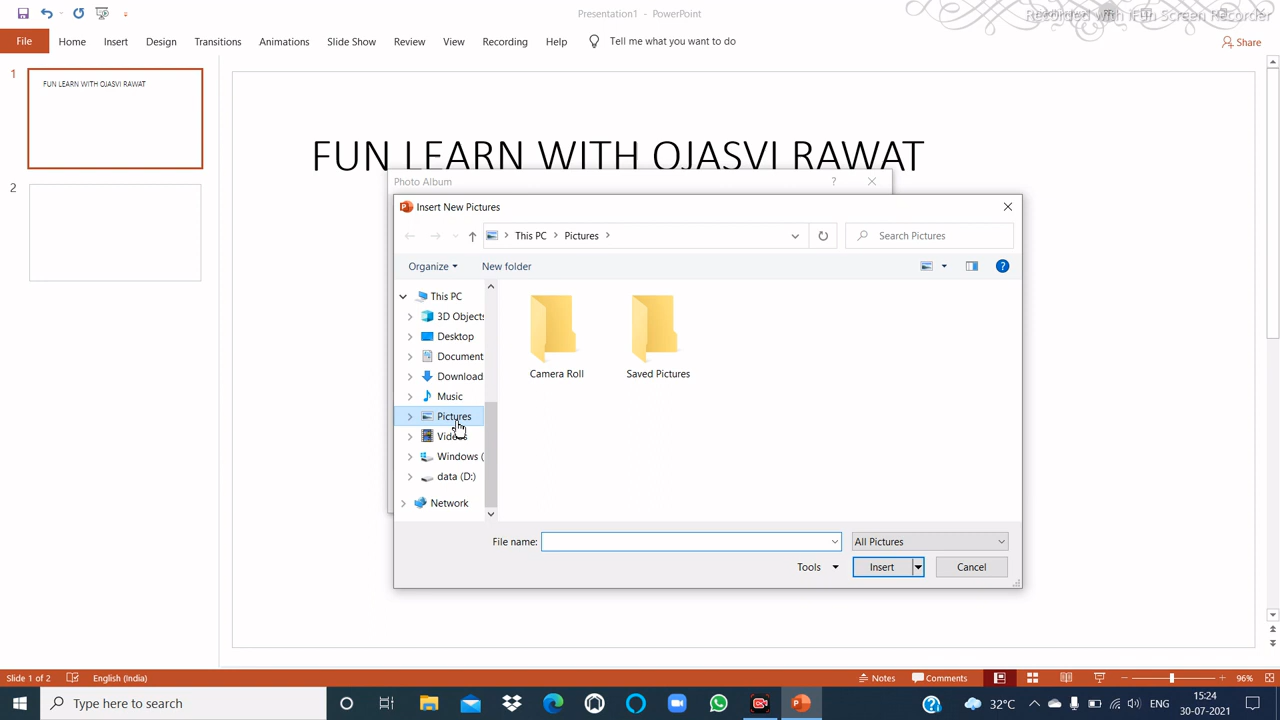 Presentation1 - PowerPoint
Recorded with iFun Screen Recorder
File Home Insert Design Transitions Animations Slide Show Review View Recording Help Tell me what you want to do Share
1
FUN LEARN WITH OJASVI RAWAT
2
FUN LEARN WITH OJASVI RAWAT
Photo Album ?
Insert New Pictures
This PC Pictures
Search Pictures
Organize New folder
This PC
3D Objects
Desktop
Document
Download
Music
Pictures
Videos
Windows (
data (D:)
Network
Camera Roll Saved Pictures
File name: All Pictures
Tools Insert Cancel
Slide 1 of 2 English (India) Notes Comments 96%
Type here to search
32°C ENG 15:24
30-07-2021